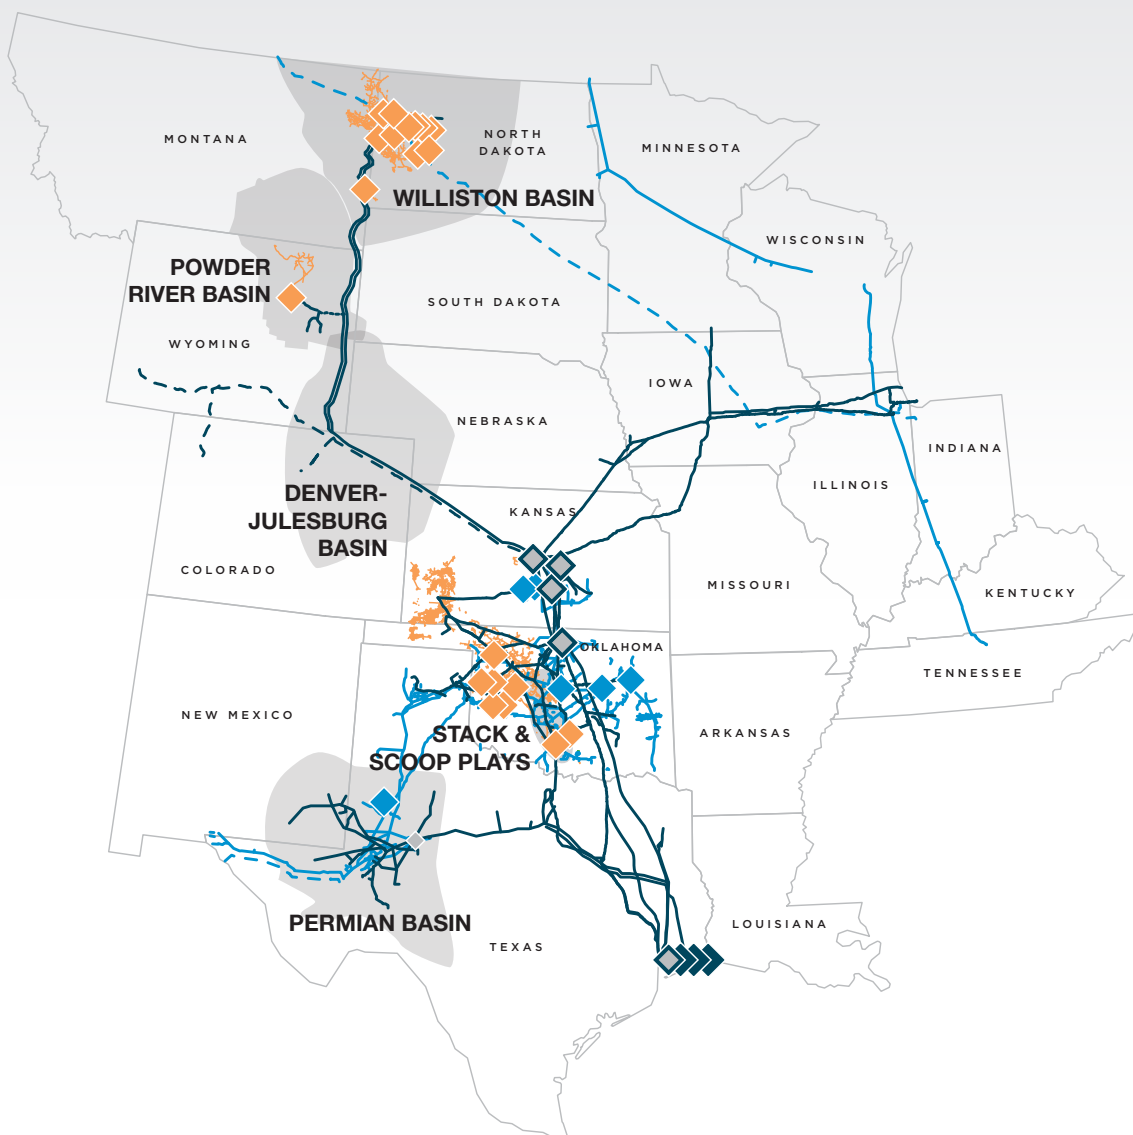 MONTANA
NORTH
DAKOTA
MINNESOTA
WILLISTON BASIN
WISCONSIN
POWDER
RIVER BASIN
SOUTH DAKOTA
WYOMING
IOWA
NEBRASKA
INDIANA
ILLINOIS
DENVER-
JULESBURG
BASIN
KANSAS
COLORADO
MISSOURI
KENTUCKY
OKLAHOMA
TENNESSEE
NEW MEXICO
STACK &
SCOOP PLAYS
ARKANSAS
PERMIAN BASIN
LOUISIANA
TEXAS